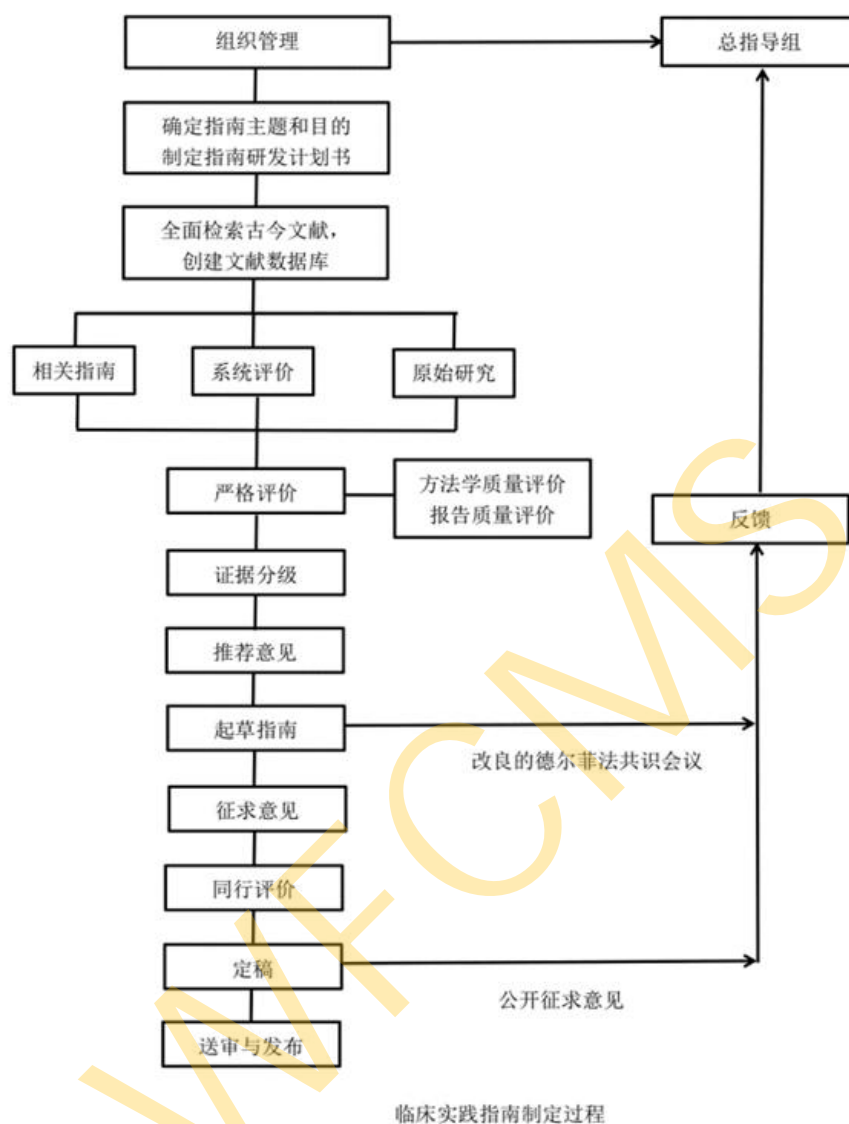 组织管理
总指导组
确定指南主题和目的
制定指南研发计划书
全面检索古今文献，
创建文献数据库
相关指南
系统评价
原始研究
严格评价
方法学质量评价
报告质量评价
反馈
证据分级
推荐意见
起草指南
改良的德尔菲法共识会议
征求意见
同行评价
定稿
公开征求意见
送审与发布
临床实践指南制定过程
WFCMS